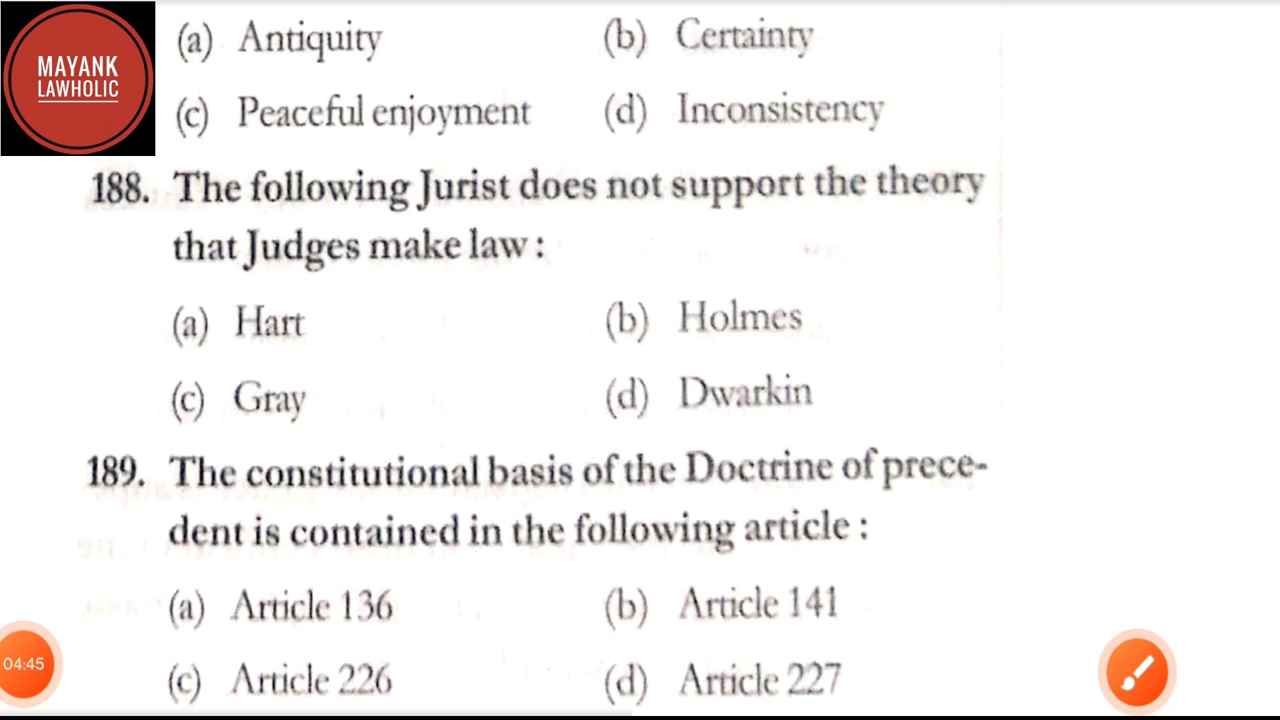 MAYANK
LAWHOLIC
(a) Antiquity (b) Certainty
(c) Peaceful enjoyment (d) Inconsistency
188. The following Jurist does not support the theory
that Judges make law :
(a) Hart (b) Holmes
(c) Gray (d) Dwarkin
189. The constitutional basis of the Doctrine of prece-
dent is contained in the following article :
(a) Article 136 (b) Article 141
(c) Article 226 (d) Article 227
04:45